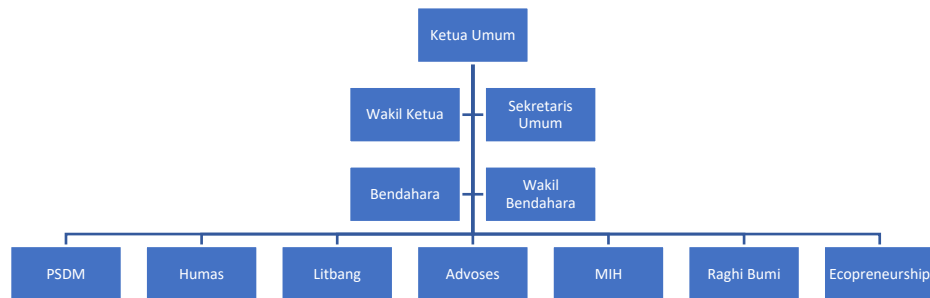 Ketua Umum
Wakil Ketua
Sekretaris
Umum
Bendahara
Wakil
Bendahara
PSDM
Humas
Litbang
Advoses
MIH
Raghi Bumi
Ecopreneurship